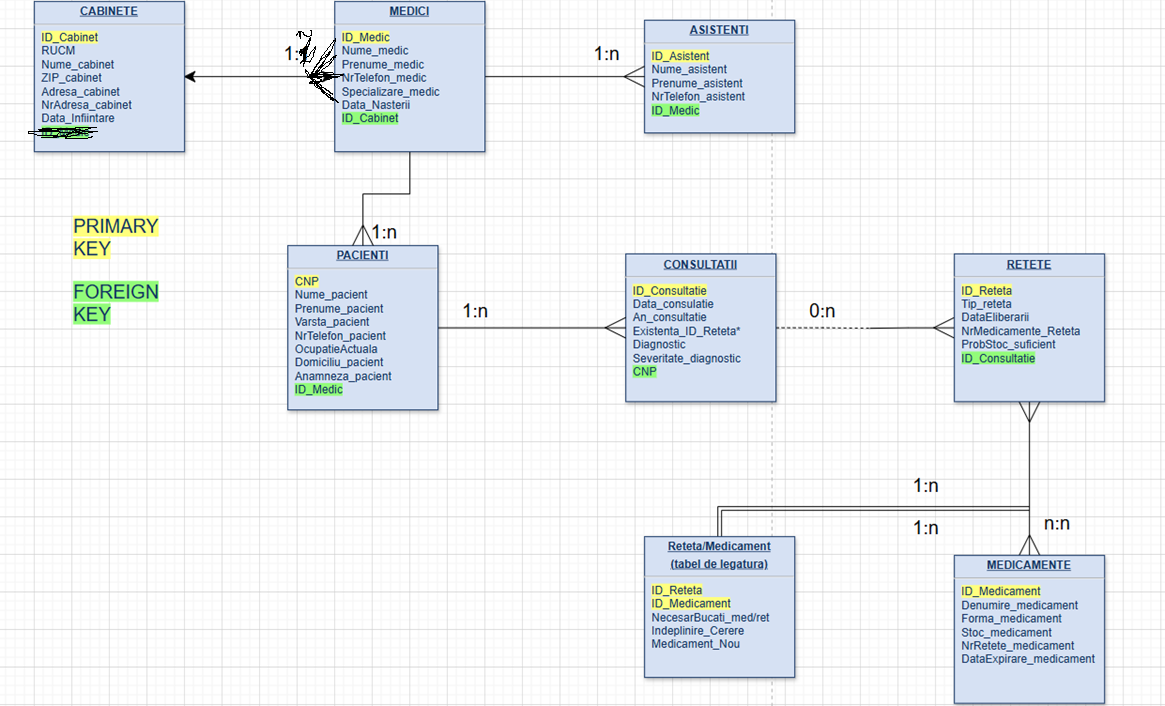 CABINETE
ID_Cabinet
RUCM
Nume_cabinet
ZIP_cabinet
Adresa_cabinet
NrAdresa_cabinet
Data_Infiintare
1:
MEDICI
ID_Medic
Nume_medic
Prenume_medic
NrTelefon_medic
Specializare_medic
Data_Nasterii
ID_Cabinet
1:n
ASISTENTI
ID_Asistent
Nume_asistent
Prenume_asistent
NrTelefon_asistent
ID_Medic
PRIMARY
KEY
FOREIGN
KEY
1:n
PACIENTI
CNP
Nume_pacient
Prenume_pacient
Varsta_pacient
NrTelefon_pacient
OcupatieActuala
Domiciliu_pacient
Anamneza_pacient
ID_Medic
1:n
CONSULTATII
ID_Consultatie
Data_consulatie
An_consultatie
Existenta_ID_Reteta*
Diagnostic
Severitate_diagnostic
CNP
0:n
RETETE
ID_Reteta
Tip_reteta
DataEliberarii
NrMedicamente_Reteta
ProbStoc_suficient
ID_Consultatie
1:n
1:n
n:n
Reteta/Medicament
(tabel de legatura)
ID_Reteta
ID_Medicament
NecesarBucati_med/ret
Indeplinire_Cerere
Medicament_Nou
MEDICAMENTE
ID_Medicament
Denumire_medicament
Forma_medicament
Stoc_medicament
NrRetete_medicament
DataExpirare_medicament